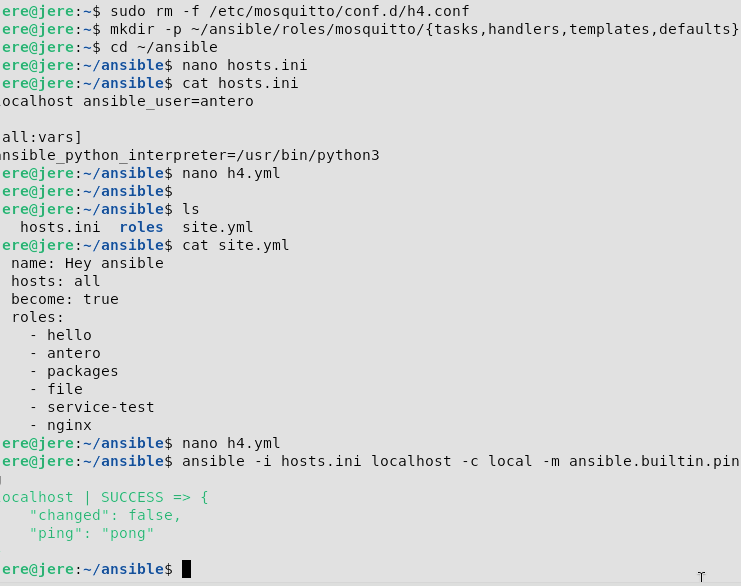 ere@jere:~$ sudo rm -f /etc/mosquitto/conf.d/h4.conf
ere@jere:~$ mkdir -p ~/ansible/roles/mosquitto/{tasks,handlers,templates,defaults}
ere@jere:~$ cd ~/ansible
ere@jere:~/ansible$ nano hosts.ini
ere@jere:~/ansible$ cat hosts.ini
ocalhost ansible_user=antero
all:vars]
ansible_python_interpreter=/usr/bin/python3
ere@jere:~/ansible$ nano h4.yml
ere@jere:~/ansible$
ere@jere:~/ansible$ ls
hosts.ini  roles  site.yml
ere@jere:~/ansible$ cat site.yml
name: Hey ansible
hosts: all
become: true
roles:
- hello
- antero
- packages
- file
- service-test
- nginx
ere@jere:~/ansible$ nano h4.yml
ere@jere:~/ansible$ ansible -i hosts.ini localhost -c local -m ansible.builtin.pin
ocalhost | SUCCESS => {
"changed": false,
"ping": "pong"
ere@jere:~/ansible$